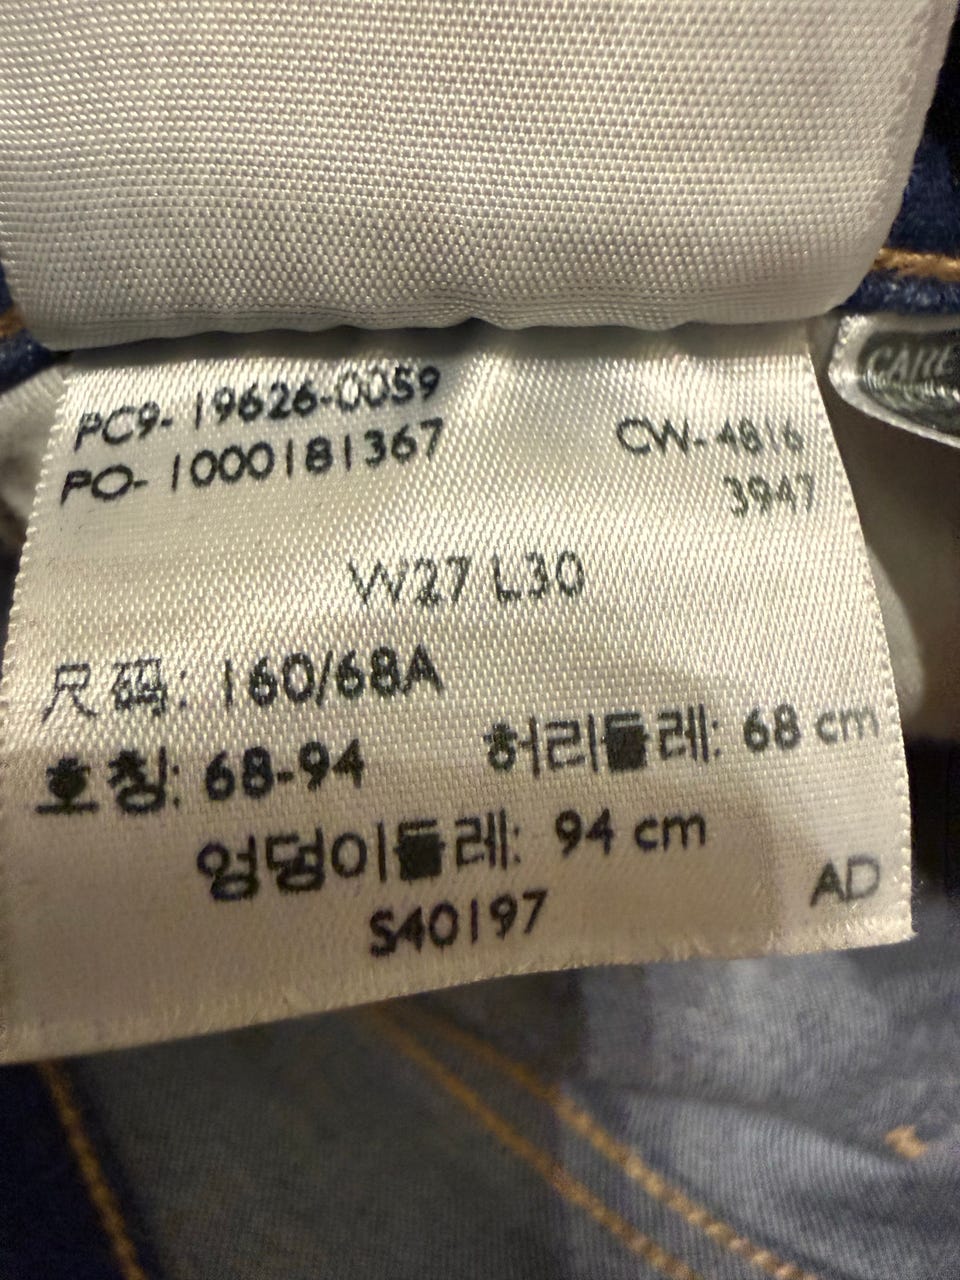 CARE
PC9-19626-0059
PO-1000181367
CW-4816
3947
W27 L30
尺码: 160/68A
호칭: 68-94
허리둘레: 68 cm
엉덩이둘레: 94 cm
AD
S40197